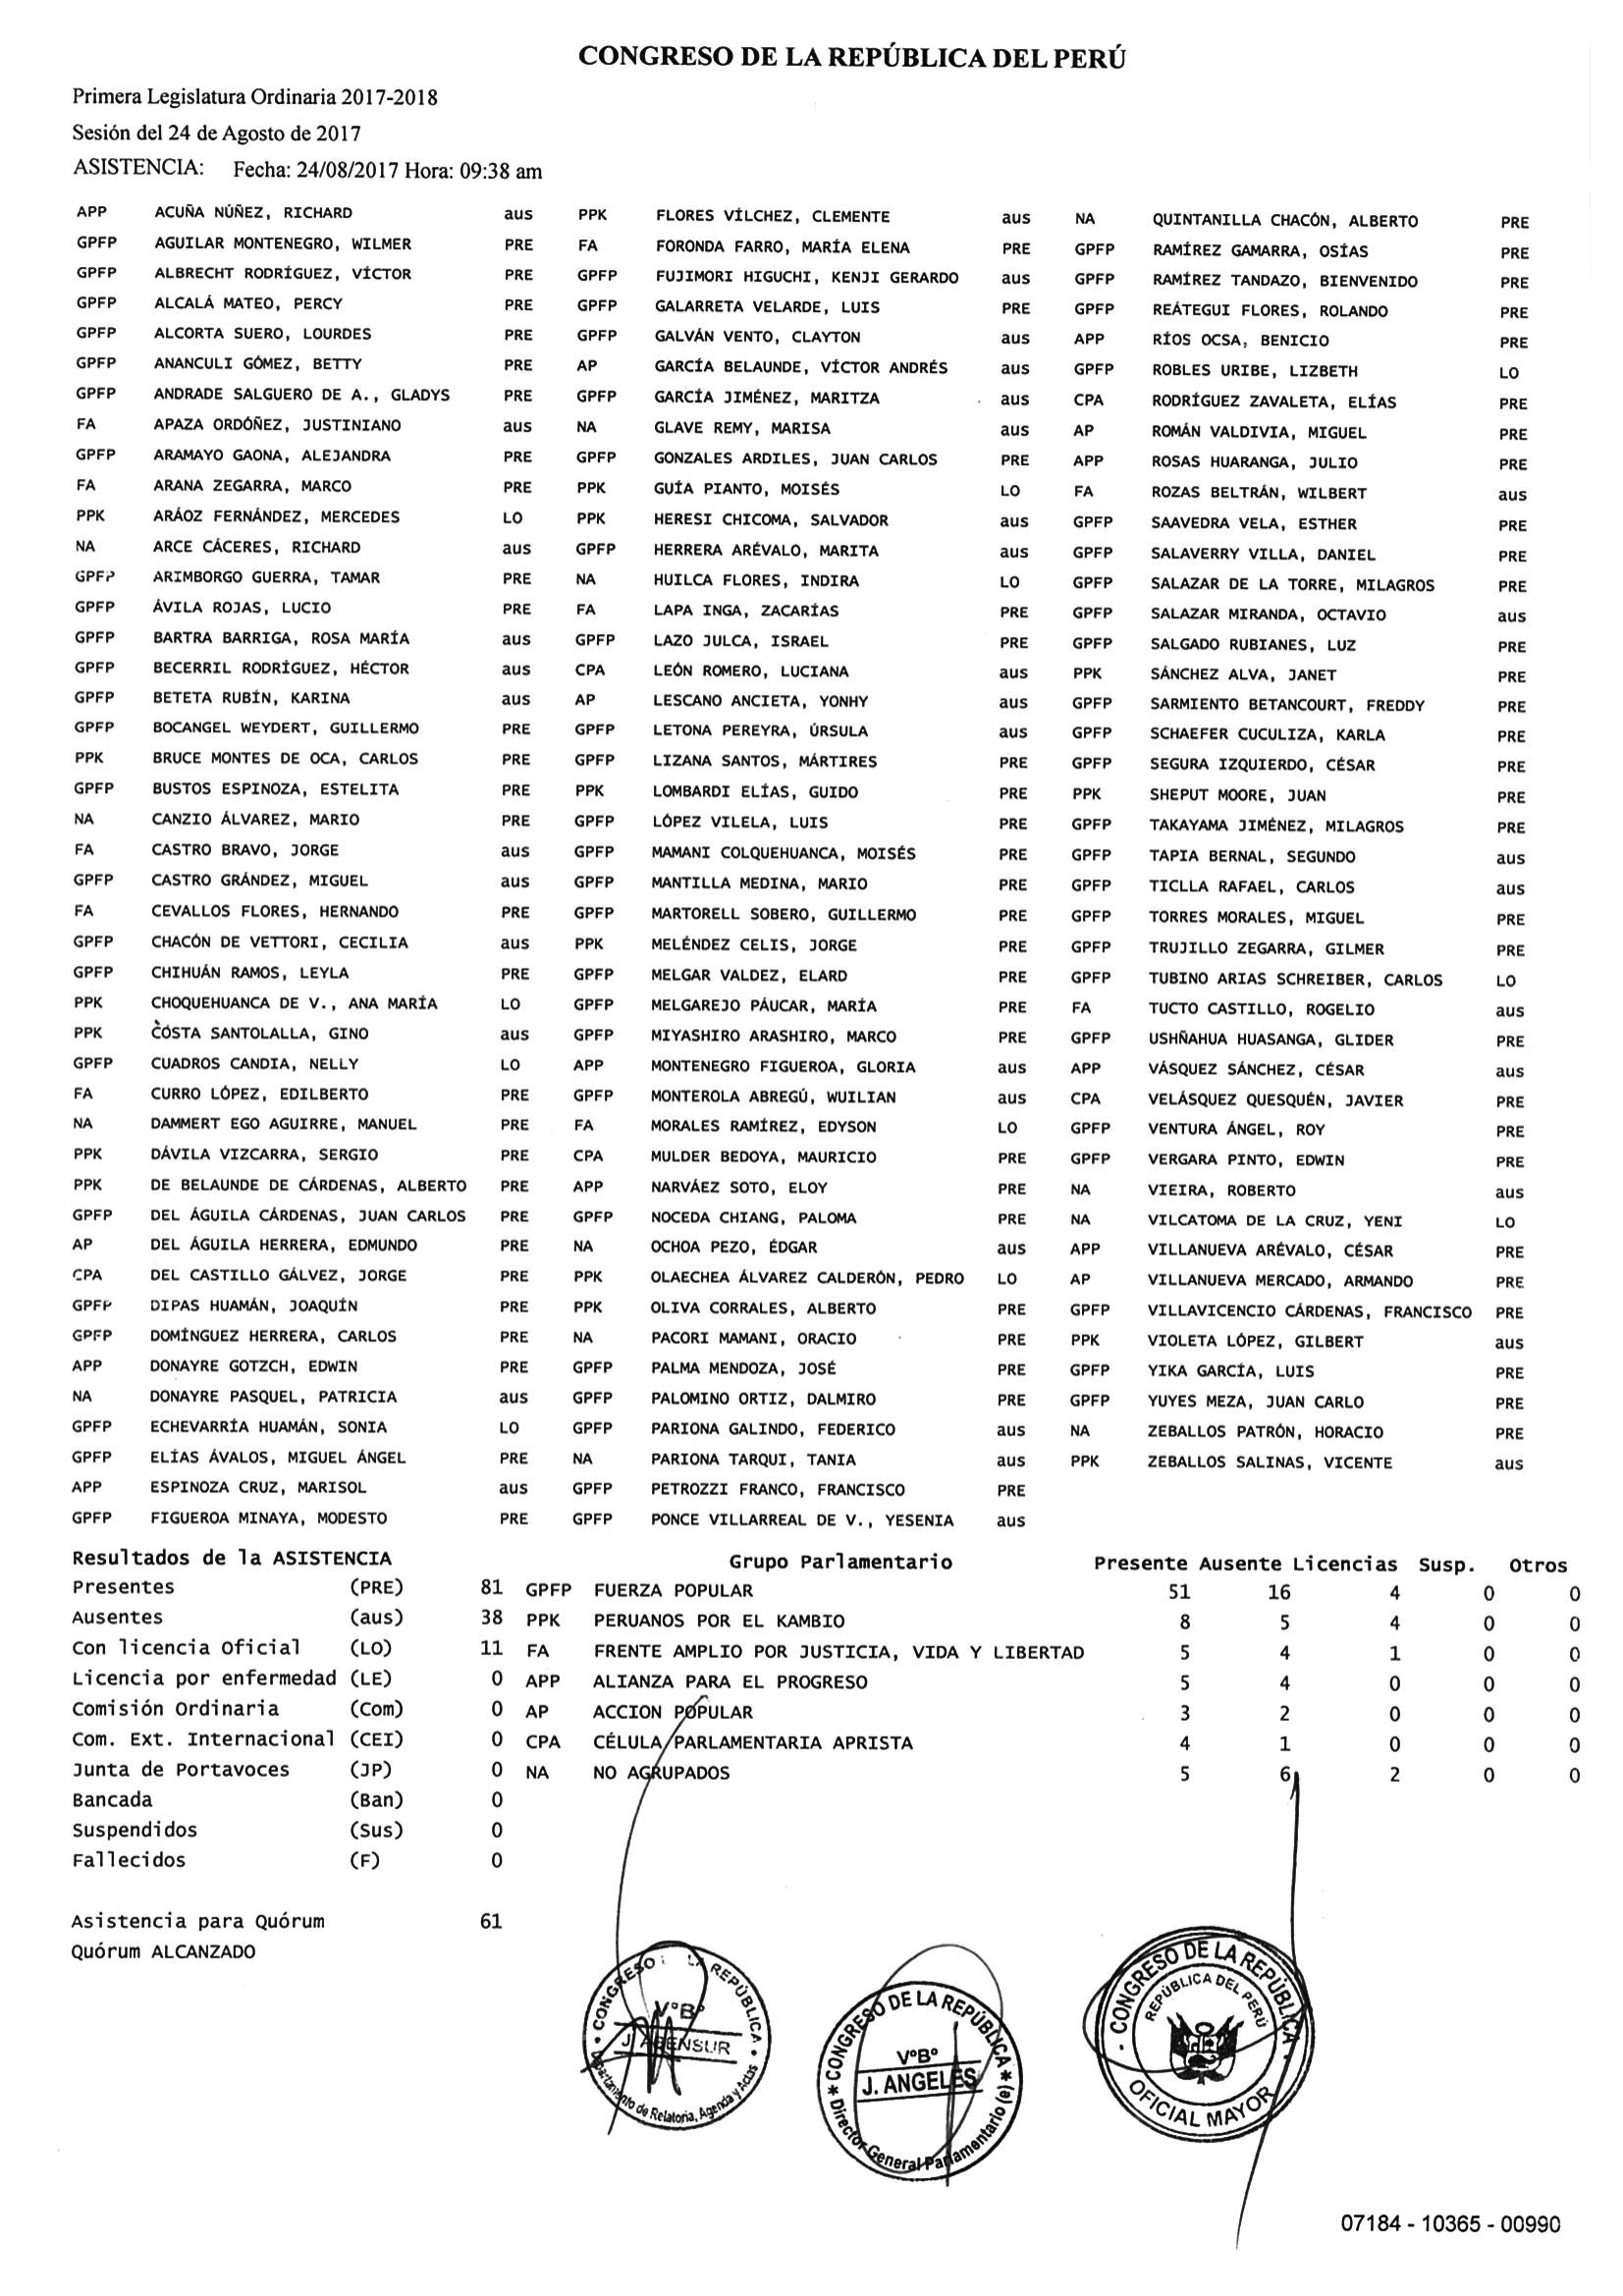 CONGRESO DE LA REPÚBLICA DEL PERÚ
Primera Legislatura Ordinaria 2017-2018
Sesión del 24 de Agosto de 2017
ASISTENCIA: Fecha: 24/08/2017 Hora: 09:38 am
APP ACUÑA NÚÑEZ, RICHARD aus PPK FLORES VÍLCHEZ, CLEMENTE aus NA QUINTANILLA CHACÓN, ALBERTO PRE
GPFP AGUILAR MONTENEGRO, WILMER PRE FA FORONDA FARRO, MARÍA ELENA PRE GPFP RAMÍREZ GAMARRA, OSÍAS PRE
GPFP ALBRECHT RODRÍGUEZ, VÍCTOR PRE GPFP FUJIMORI HIGUCHI, KENJI GERARDO aus GPFP RAMÍREZ TANDAZO, BIENVENIDO PRE
GPFP ALCALÁ MATEO, PERCY PRE GPFP GALARRETA VELARDE, LUIS PRE GPFP REÁTEGUI FLORES, ROLANDO PRE
GPFP ALCORTA SUERO, LOURDES PRE GPFP GALVÁN VENTO, CLAYTON aus APP RÍOS OCSA, BENICIO PRE
GPFP ANANCULI GÓMEZ, BETTY PRE AP GARCÍA BELAUNDE, VÍCTOR ANDRÉS aus GPFP ROBLES URIBE, LIZBETH LO
GPFP ANDRADE SALGUERO DE A., GLADYS PRE GPFP GARCÍA JIMÉNEZ, MARITZA aus CPA RODRÍGUEZ ZAVALETA, ELÍAS PRE
FA APAZA ORDÓÑEZ, JUSTINIANO aus NA GLAVE REMY, MARISA aus AP ROMÁN VALDIVIA, MIGUEL PRE
GPFP ARAMAYO GAONA, ALEJANDRA PRE GPFP GONZALES ARDILES, JUAN CARLOS PRE APP ROSAS HUARANGA, JULIO PRE
FA ARANA ZEGARRA, MARCO PRE PPK GUÍA PIANTO, MOISÉS LO FA ROZAS BELTRÁN, WILBERT aus
PPK ARÁOZ FERNÁNDEZ, MERCEDES LO PPK HERESI CHICOMA, SALVADOR aus GPFP SAAVEDRA VELA, ESTHER PRE
NA ARCE CÁCERES, RICHARD aus GPFP HERRERA ARÉVALO, MARITA aus GPFP SALAVERRY VILLA, DANIEL PRE
GPFP ARIMBORGO GUERRA, TAMAR PRE NA HUILCA FLORES, INDIRA LO GPFP SALAZAR DE LA TORRE, MILAGROS PRE
GPFP ÁVILA ROJAS, LUCIO PRE FA LAPA INGA, ZACARÍAS PRE GPFP SALAZAR MIRANDA, OCTAVIO aus
GPFP BARTRA BARRIGA, ROSA MARÍA aus GPFP LAZO JULCA, ISRAEL PRE GPFP SALGADO RUBIANES, LUZ PRE
GPFP BECERRIL RODRÍGUEZ, HÉCTOR aus CPA LEÓN ROMERO, LUCIANA aus PPK SÁNCHEZ ALVA, JANET PRE
GPFP BETETA RUBÍN, KARINA aus AP LESCANO ANCIETA, YONHY aus GPFP SARMIENTO BETANCOURT, FREDDY PRE
GPFP BOCANGEL WEYDERT, GUILLERMO PRE GPFP LETONA PEREYRA, ÚRSULA aus GPFP SCHAEFER CUCULIZA, KARLA PRE
PPK BRUCE MONTES DE OCA, CARLOS PRE GPFP LIZANA SANTOS, MÁRTIRES PRE GPFP SEGURA IZQUIERDO, CÉSAR PRE
GPFP BUSTOS ESPINOZA, ESTELITA PRE PPK LOMBARDI ELÍAS, GUIDO PRE PPK SHEPUT MOORE, JUAN PRE
NA CANZIO ÁLVAREZ, MARIO PRE GPFP LÓPEZ VILELA, LUIS PRE GPFP TAKAYAMA JIMÉNEZ, MILAGROS PRE
FA CASTRO BRAVO, JORGE aus GPFP MAMANI COLQUEHUANCA, MOISÉS PRE GPFP TAPIA BERNAL, SEGUNDO aus
GPFP CASTRO GRÁNDEZ, MIGUEL aus GPFP MANTILLA MEDINA, MARIO PRE GPFP TICLLA RAFAEL, CARLOS aus
FA CEVALLOS FLORES, HERNANDO PRE GPFP MARTORELL SOBERO, GUILLERMO PRE GPFP TORRES MORALES, MIGUEL PRE
GPFP CHACÓN DE VETTORI, CECILIA aus PPK MELÉNDEZ CELIS, JORGE PRE GPFP TRUJILLO ZEGARRA, GILMER PRE
GPFP CHIHUÁN RAMOS, LEYLA PRE GPFP MELGAR VALDEZ, ELARD PRE GPFP TUBINO ARIAS SCHREIBER, CARLOS LO
PPK CHOQUEHUANCA DE V., ANA MARÍA LO GPFP MELGAREJO PÁUCAR, MARÍA PRE FA TUCTO CASTILLO, ROGELIO aus
PPK COSTA SANTOLALLA, GINO aus GPFP MIYASHIRO ARASHIRO, MARCO PRE GPFP USHÑAHUA HUASANGA, GLIDER PRE
GPFP CUADROS CANDIA, NELLY LO APP MONTENEGRO FIGUEROA, GLORIA aus APP VÁSQUEZ SÁNCHEZ, CÉSAR aus
FA CURRO LÓPEZ, EDILBERTO PRE GPFP MONTEROLA ABREGÚ, WUILIAN aus CPA VELÁSQUEZ QUESQUÉN, JAVIER PRE
NA DAMMERT EGO AGUIRRE, MANUEL PRE FA MORALES RAMÍREZ, EDYSON LO GPFP VENTURA ÁNGEL, ROY PRE
PPK DÁVILA VIZCARRA, SERGIO PRE CPA MULDER BEDOYA, MAURICIO PRE GPFP VERGARA PINTO, EDWIN PRE
PPK DE BELAUNDE DE CÁRDENAS, ALBERTO PRE APP NARVÁEZ SOTO, ELOY PRE NA VIEIRA, ROBERTO aus
GPFP DEL ÁGUILA CÁRDENAS, JUAN CARLOS PRE GPFP NOCEDA CHIANG, PALOMA PRE NA VILCATOMA DE LA CRUZ, YENI LO
AP DEL ÁGUILA HERRERA, EDMUNDO PRE NA OCHOA PEZO, ÉDGAR aus APP VILLANUEVA ARÉVALO, CÉSAR PRE
CPA DEL CASTILLO GÁLVEZ, JORGE PRE PPK OLAECHEA ÁLVAREZ CALDERÓN, PEDRO LO AP VILLANUEVA MERCADO, ARMANDO PRE
GPFP DIPAS HUAMÁN, JOAQUÍN PRE PPK OLIVA CORRALES, ALBERTO PRE GPFP VILLAVICENCIO CÁRDENAS, FRANCISCO PRE
GPFP DOMÍNGUEZ HERRERA, CARLOS PRE NA PACORI MAMANI, ORACIO PRE PPK VIOLETA LÓPEZ, GILBERT aus
APP DONAYRE GOTZCH, EDWIN PRE GPFP PALMA MENDOZA, JOSÉ PRE GPFP YIKA GARCÍA, LUIS PRE
NA DONAYRE PASQUEL, PATRICIA aus GPFP PALOMINO ORTIZ, DALMIRO PRE GPFP YUYES MEZA, JUAN CARLO PRE
GPFP ECHEVARRÍA HUAMÁN, SONIA LO GPFP PARIONA GALINDO, FEDERICO aus NA ZEBALLOS PATRÓN, HORACIO PRE
GPFP ELÍAS ÁVALOS, MIGUEL ÁNGEL PRE NA PARIONA TARQUI, TANIA aus PPK ZEBALLOS SALINAS, VICENTE aus
APP ESPINOZA CRUZ, MARISOL aus GPFP PETROZZI FRANCO, FRANCISCO PRE
GPFP FIGUEROA MINAYA, MODESTO PRE GPFP PONCE VILLARREAL DE V., YESENIA aus
Resultados de la ASISTENCIA Grupo Parlamentario Presente Ausente Licencias Susp. Otros
Presentes (PRE) 81 GPFP FUERZA POPULAR 51 16 4 0 0
Ausentes (aus) 38 PPK PERUANOS POR EL KAMBIO 8 5 4 0 0
Con licencia Oficial (LO) 11 FA FRENTE AMPLIO POR JUSTICIA, VIDA Y LIBERTAD 5 4 1 0 0
Licencia por enfermedad (LE) 0 APP ALIANZA PARA EL PROGRESO 5 4 0 0 0
Comisión Ordinaria (Com) 0 AP ACCION POPULAR 3 2 0 0 0
Com. Ext. Internacional (CEI) 0 CPA CÉLULA PARLAMENTARIA APRISTA 4 1 0 0 0
Junta de Portavoces (JP) 0 NA NO AGRUPADOS 5 6 2 0 0
Bancada (Ban) 0
Suspendidos (Sus) 0
Fallecidos (F) 0
Asistencia para Quórum 61
Quórum ALCANZADO
CONGRESO LA REPÚBLICA
V°B°
J. ABENSUR
Departamento de Relatoria, Agenda y Actas
CONGRESO DE LA REPÚBLICA
V°B°
J. ANGELES
Director General Parlamentario (e)
CONGRESO DE LA REPÚBLICA
REPÚBLICA DEL PERÚ
OFICIAL MAYOR
07184 - 10365 - 00990